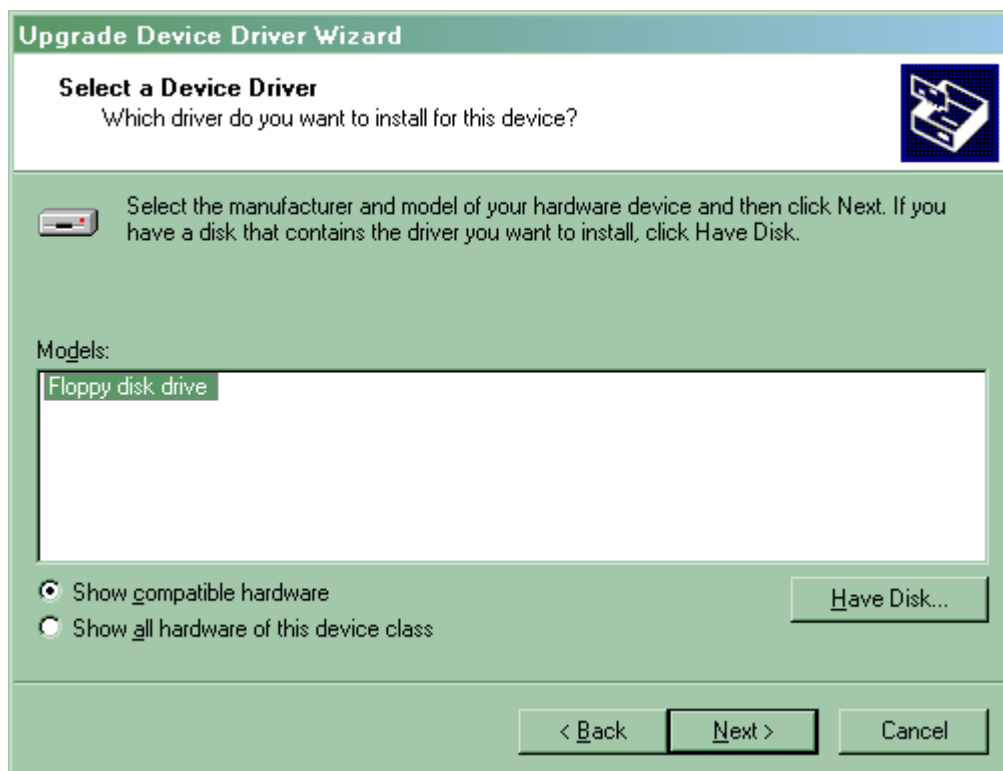 Upgrade Device Driver Wizard
Select a Device Driver
Which driver do you want to install for this device?
Select the manufacturer and model of your hardware device and then click Next. If you
have a disk that contains the driver you want to install, click Have Disk.
Models:
Floppy disk drive
Show compatible hardware
Have Disk...
Show all hardware of this device class
< Back
Next >
Cancel